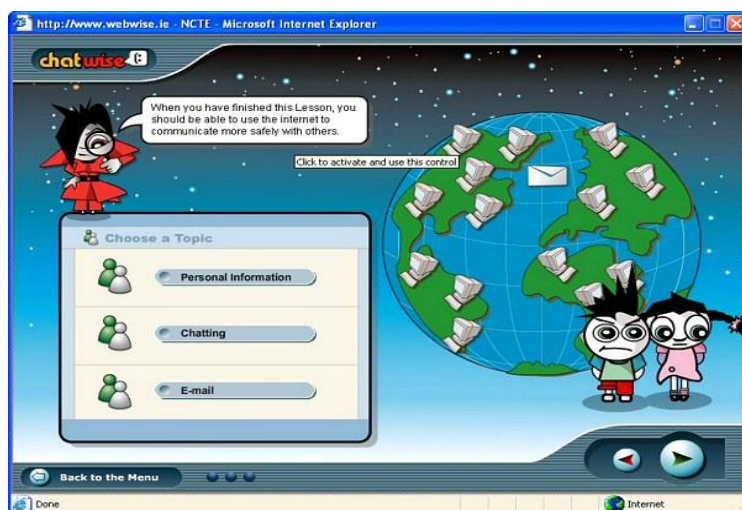 http://www.webwise.ie - NCTE - Microsoft Internet Explorer
chatwise
When you have finished this Lesson, you
should be able to use the internet to
communicate more safely with others.
Click to activate and use this control
Choose a Topic
Personal Information
Chatting
E-mail
Back to the Menu
Done
Internet